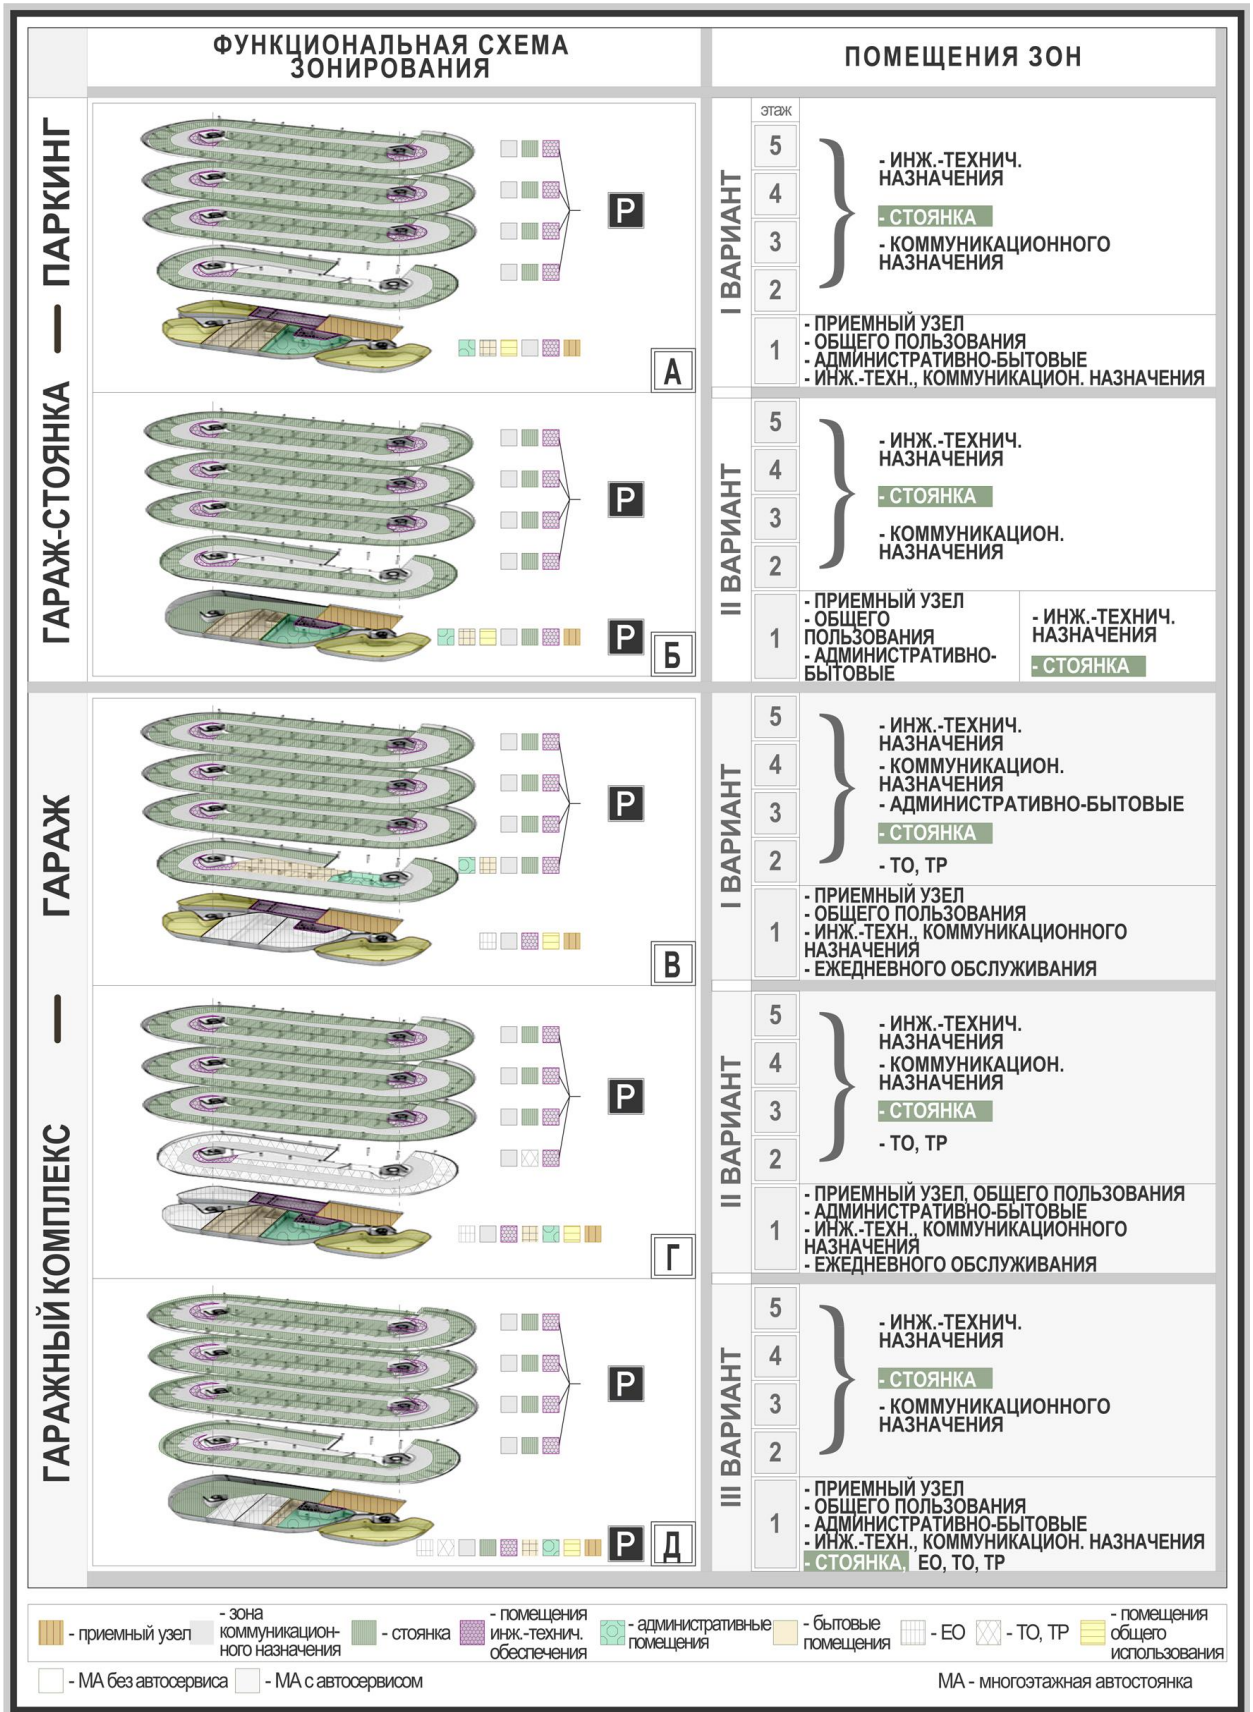 ФУНКЦИОНАЛЬНАЯ СХЕМА
ЗОНИРОВАНИЯ
ПОМЕЩЕНИЯ ЗОН
ГАРАЖ-СТОЯНКА — ПАРКИНГ
P
А
I ВАРИАНТ
этаж
5
4
3
2
- ИНЖ.-ТЕХНИЧ.
НАЗНАЧЕНИЯ
- СТОЯНКА
- КОММУНИКАЦИОННОГО
НАЗНАЧЕНИЯ
1
- ПРИЕМНЫЙ УЗЕЛ
- ОБЩЕГО ПОЛЬЗОВАНИЯ
- АДМИНИСТРАТИВНО-БЫТОВЫЕ
- ИНЖ.-ТЕХН., КОММУНИКАЦИОН. НАЗНАЧЕНИЯ
P
P
Б
II ВАРИАНТ
5
4
3
2
- ИНЖ.-ТЕХНИЧ.
НАЗНАЧЕНИЯ
- СТОЯНКА
- КОММУНИКАЦИОН.
НАЗНАЧЕНИЯ
1
- ПРИЕМНЫЙ УЗЕЛ
- ОБЩЕГО
ПОЛЬЗОВАНИЯ
- АДМИНИСТРАТИВНО-
БЫТОВЫЕ
- ИНЖ.-ТЕХНИЧ.
НАЗНАЧЕНИЯ
- СТОЯНКА
ГАРАЖНЫЙ КОМПЛЕКС — ГАРАЖ
P
В
I ВАРИАНТ
5
4
3
2
- ИНЖ.-ТЕХНИЧ.
НАЗНАЧЕНИЯ
- КОММУНИКАЦИОН.
НАЗНАЧЕНИЯ
- АДМИНИСТРАТИВНО-БЫТОВЫЕ
- СТОЯНКА
- ТО, ТР
1
- ПРИЕМНЫЙ УЗЕЛ
- ОБЩЕГО ПОЛЬЗОВАНИЯ
- ИНЖ.-ТЕХН., КОММУНИКАЦИОННОГО
НАЗНАЧЕНИЯ
- ЕЖЕДНЕВНОГО ОБСЛУЖИВАНИЯ
P
Г
II ВАРИАНТ
5
4
3
2
- ИНЖ.-ТЕХНИЧ.
НАЗНАЧЕНИЯ
- КОММУНИКАЦИОН.
НАЗНАЧЕНИЯ
- СТОЯНКА
- ТО, ТР
1
- ПРИЕМНЫЙ УЗЕЛ, ОБЩЕГО ПОЛЬЗОВАНИЯ
- АДМИНИСТРАТИВНО-БЫТОВЫЕ
- ИНЖ.-ТЕХН., КОММУНИКАЦИОННОГО
НАЗНАЧЕНИЯ
- ЕЖЕДНЕВНОГО ОБСЛУЖИВАНИЯ
P
P
Д
III ВАРИАНТ
5
4
3
2
- ИНЖ.-ТЕХНИЧ.
НАЗНАЧЕНИЯ
- СТОЯНКА
- КОММУНИКАЦИОННОГО
НАЗНАЧЕНИЯ
1
- ПРИЕМНЫЙ УЗЕЛ
- ОБЩЕГО ПОЛЬЗОВАНИЯ
- АДМИНИСТРАТИВНО-БЫТОВЫЕ
- ИНЖ.-ТЕХН., КОММУНИКАЦИОН. НАЗНАЧЕНИЯ
- СТОЯНКА, ЕО, ТО, ТР
- приемный узел
- зона
коммуникацион-
ного назначения
- стоянка
- помещения
инж.-технич.
обеспечения
- административные
помещения
- бытовые
помещения
- ЕО
- ТО, ТР
- помещения
общего
использования
- МА без автосервиса
- МА с автосервисом
МА - многоэтажная автостоянка